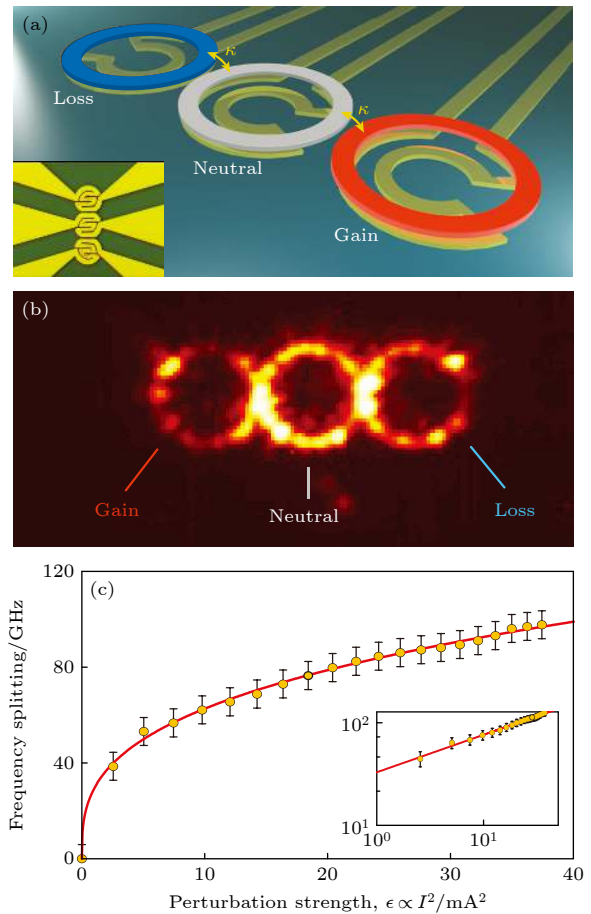 (a)
κ
Loss
κ
Neutral
Gain
(b)
Gain
Neutral
Loss
(c)
120
80
40
0
Frequency splitting/GHz
10²
10¹
10⁰
10¹
0
10
20
30
40
Perturbation strength, ϵ ∝ I²/mA²